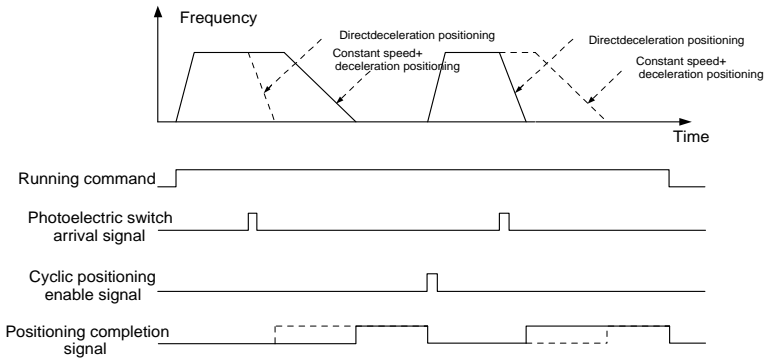 Frequency
Directdeceleration positioning
Constant speed+
deceleration positioning
Directdeceleration positioning
Constant speed+
deceleration positioning
Time
Running command
Photoelectric switch
arrival signal
Cyclic positioning
enable signal
Positioning completion
signal